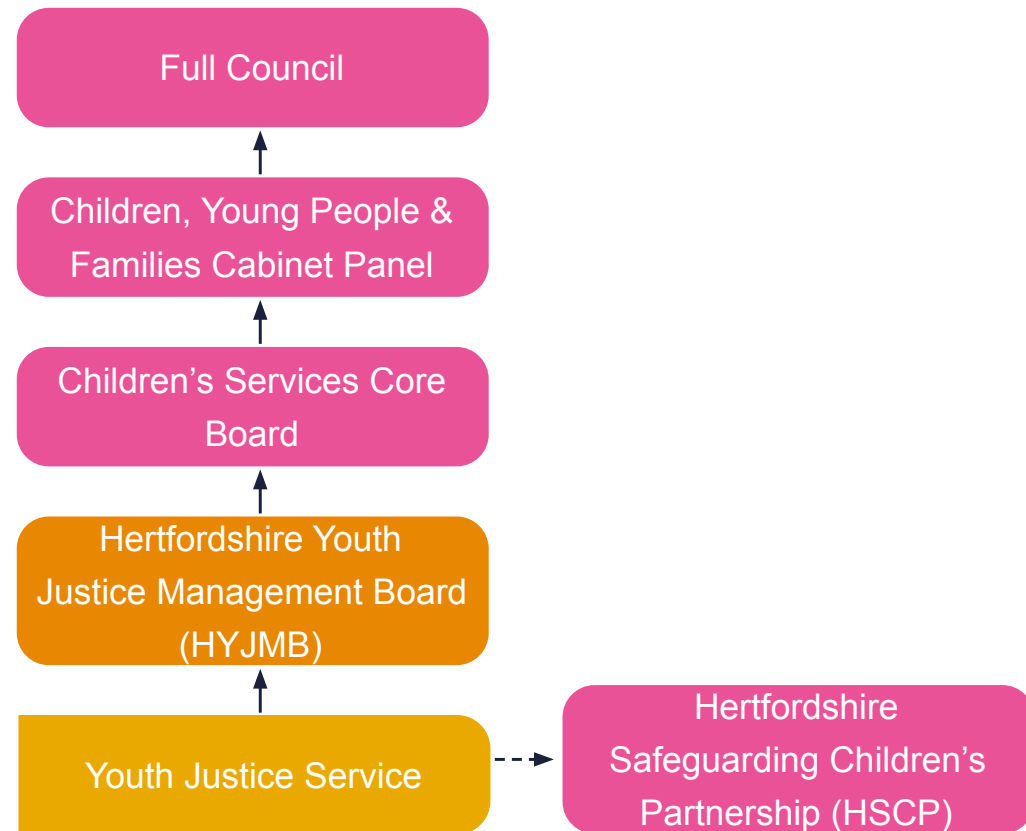 Full Council
Children, Young People &
Families Cabinet Panel
Children’s Services Core
Board
Hertfordshire Youth
Justice Management Board
(HYJMB)
Youth Justice Service
Hertfordshire
Safeguarding Children’s
Partnership (HSCP)